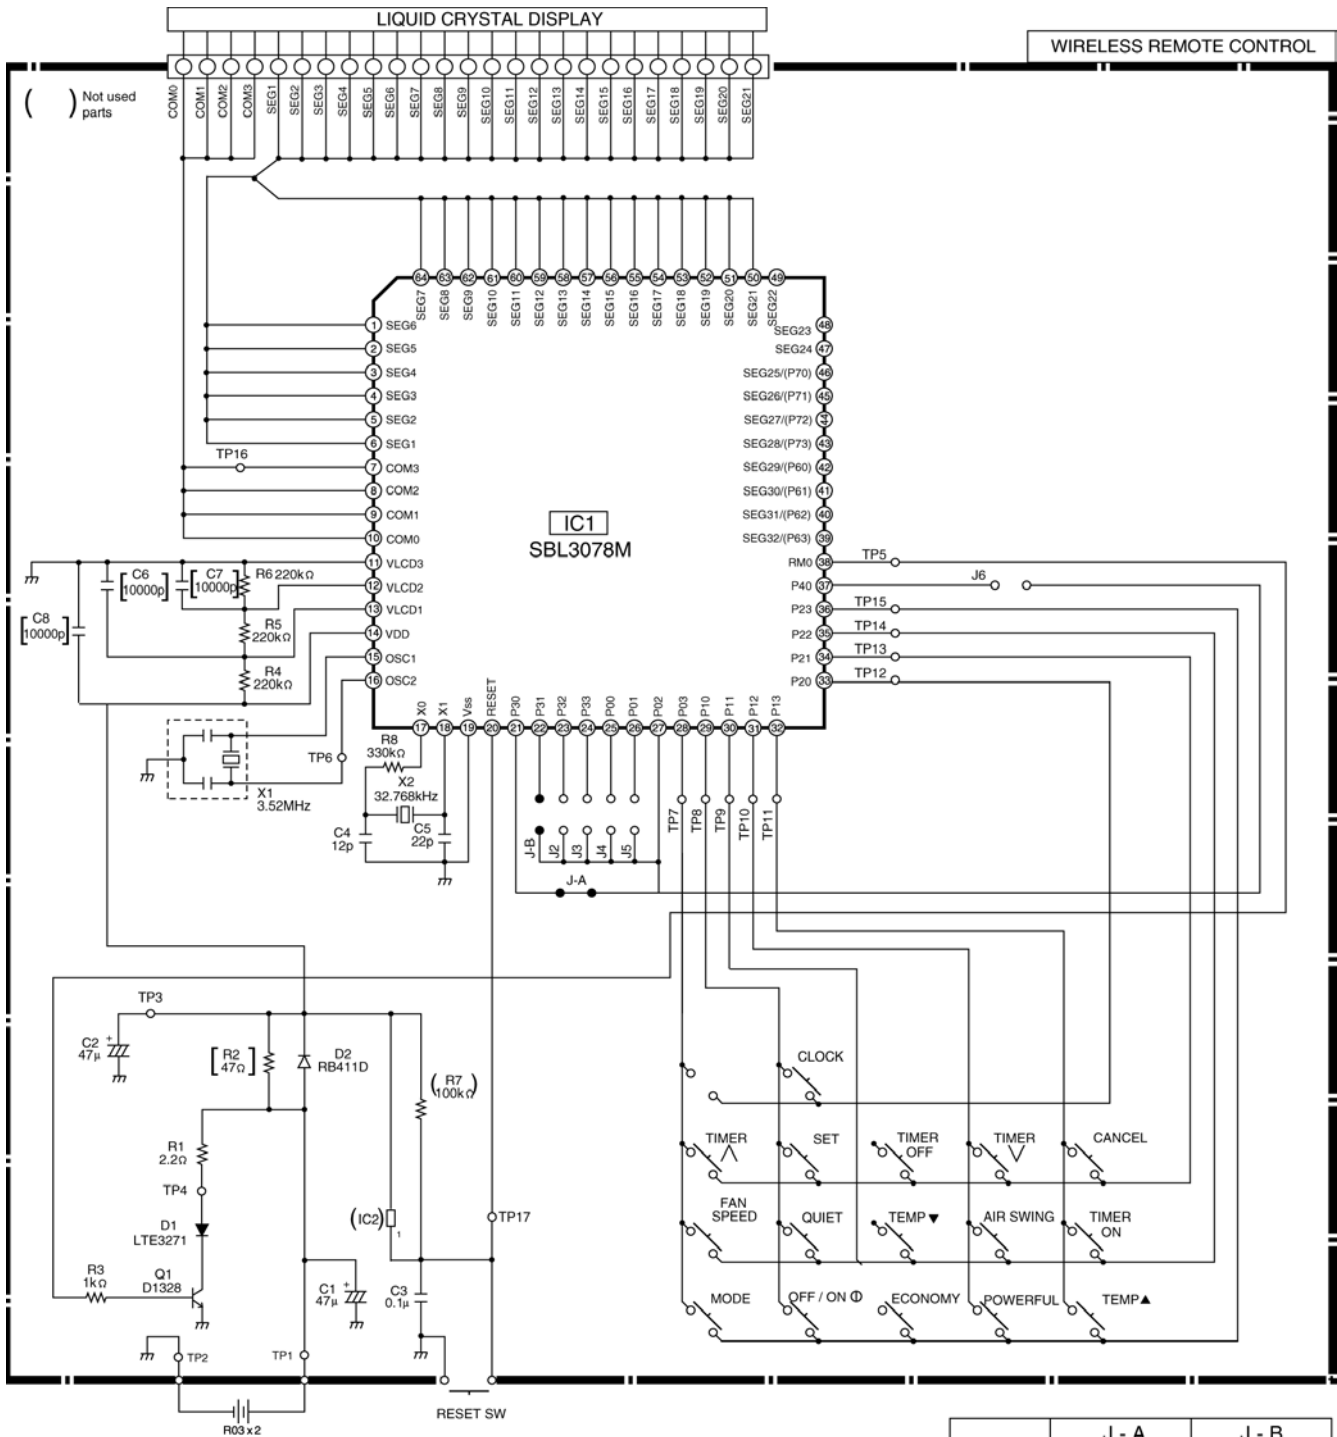 LIQUID CRYSTAL DISPLAY
WIRELESS REMOTE CONTROL
( ) Not used
parts
COM0
COM1
COM2
COM3
SEG1
SEG2
SEG3
SEG4
SEG5
SEG6
SEG7
SEG8
SEG9
SEG10
SEG11
SEG12
SEG13
SEG14
SEG15
SEG16
SEG17
SEG18
SEG19
SEG20
SEG21
64 63 62 61 60 59 58 57 56 55 54 53 52 51 50 49
SEG7
SEG8
SEG9
SEG10
SEG11
SEG12
SEG13
SEG14
SEG15
SEG16
SEG17
SEG18
SEG19
SEG20
SEG21
SEG22
1 SEG6
2 SEG5
3 SEG4
4 SEG3
5 SEG2
6 SEG1
TP16
7 COM3
8 COM2
9 COM1
10 COM0
11 VLCD3
12 VLCD2
13 VLCD1
14 VDD
15 OSC1
16 OSC2
SEG23 48
SEG24 47
SEG25/(P70) 46
SEG26/(P71) 45
SEG27/(P72) 44
SEG28/(P73) 43
SEG29/(P60) 42
SEG30/(P61) 41
SEG31/(P62) 40
SEG32/(P63) 39
RM0 38 TP5
P40 37 J6
P23 36 TP15
P22 35 TP14
P21 34 TP13
P20 33 TP12
IC1
SBL3078M
[C6
10000p]
[C7
10000p]
R6 220kΩ
[C8
10000p]
R5
220kΩ
R4
220kΩ
X0
X1
Vss
RESET
P30
P31
P32
P33
P00
P01
P02
P03
P10
P11
P12
P13
17 18 19 20 21 22 23 24 25 26 27 28 29 30 31 32
TP6
X1
3.52MHz
R8
330kΩ
X2
32.768kHz
C4
12p
C5
22p
J-B
J2
J3
J4
J5
J-A
TP7
TP8
TP9
TP10
TP11
TP3
C2 +
47μ
[R2
47Ω]
D2
RB411D
(R7
100kΩ)
R1
2.2Ω
TP4
D1
LTE3271
(IC2)
1
TP17
R3
1kΩ
Q1
D1328
C1 +
47μ
C3
0.1μ
TP2
TP1
R03 x 2
RESET SW
CLOCK
TIMER
SET
TIMER
OFF
TIMER
CANCEL
FAN
SPEED
QUIET
TEMP▼
AIR SWING
TIMER
ON
MODE
OFF / ON
ECONOMY
POWERFUL
TEMP▲
J - A
J - B